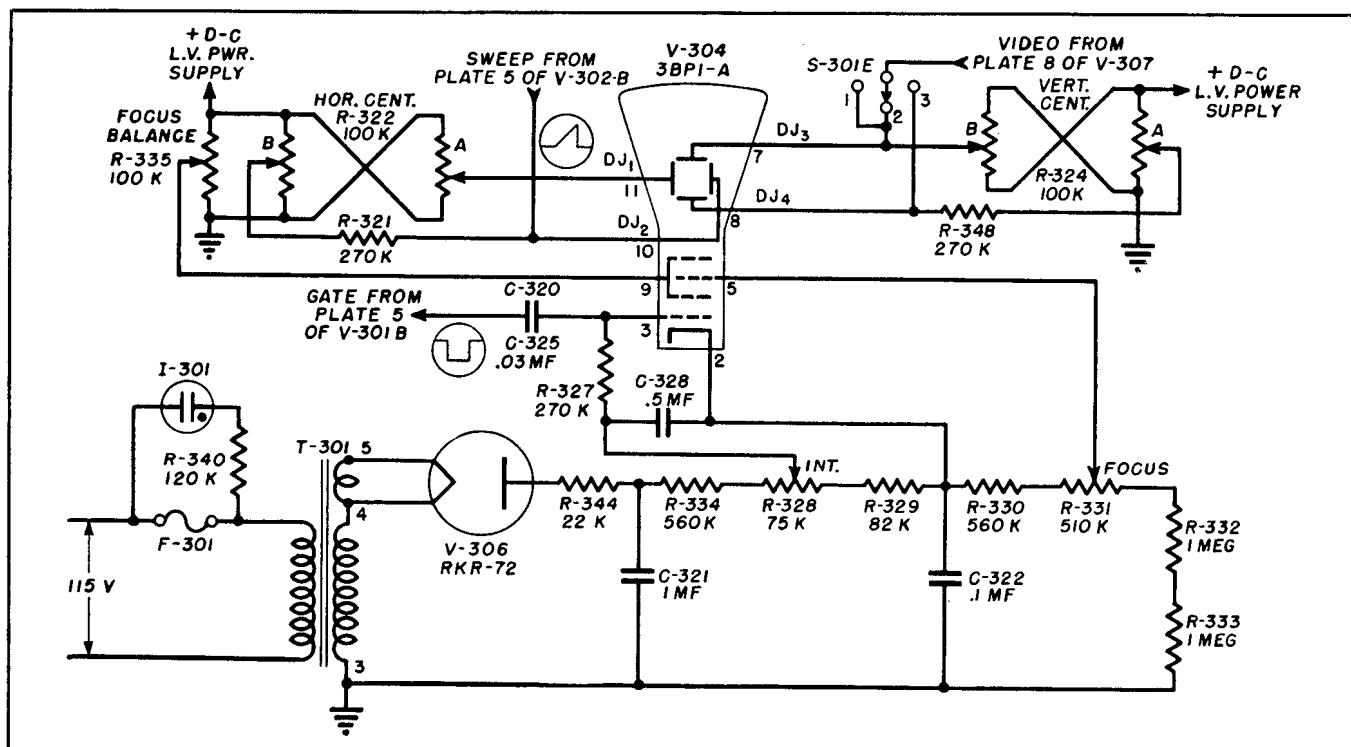 + D-C
L.V. PWR.
SUPPLY
FOCUS
BALANCE
R-335
100 K
B
HOR. CENT.
R-322
100 K
A
R-321
270 K
SWEEP FROM
PLATE 5 OF V-302-B
V-304
3BP1-A
DJ1
11
DJ2
10
9
3
2
5
7
8
DJ3
DJ4
S-301E
1
2
3
VIDEO FROM
PLATE 8 OF V-307
VERT.
CENT.
B
A
R-324
100K
R-348
270 K
+ D-C
L.V. POWER
SUPPLY
GATE FROM
PLATE 5
OF V-301B
C-320
C-325
.03MF
R-327
270 K
C-328
.5 MF
I-301
R-340
120 K
F-301
115 V
T-301
5
4
3
V-306
RKR-72
R-344
22 K
R-334
560K
INT.
R-328
75 K
R-329
82 K
R-330
560K
FOCUS
R-331
510K
R-332
1 MEG
R-333
1 MEG
C-321
1 MF
C-322
.1 MF